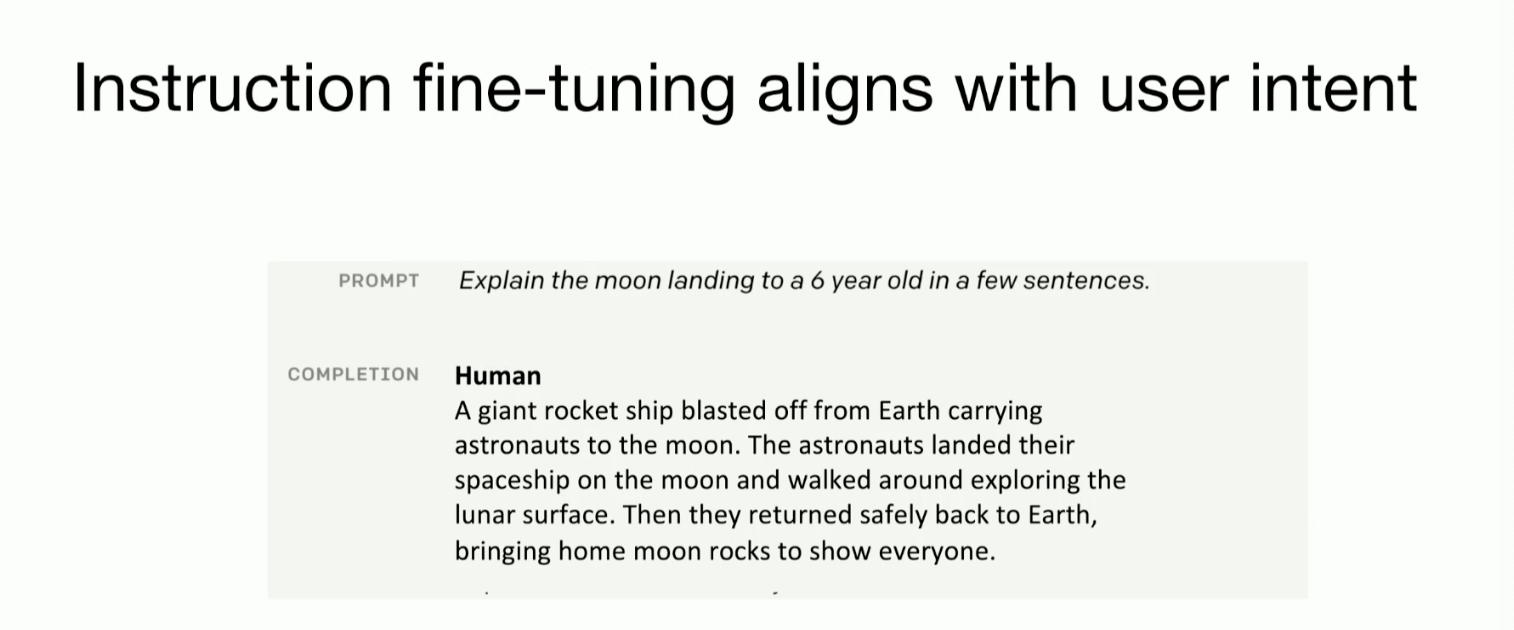 Instruction fine-tuning aligns with user intent
PROMPT Explain the moon landing to a 6 year old in a few sentences.
COMPLETION Human
A giant rocket ship blasted off from Earth carrying
astronauts to the moon. The astronauts landed their
spaceship on the moon and walked around exploring the
lunar surface. Then they returned safely back to Earth,
bringing home moon rocks to show everyone.